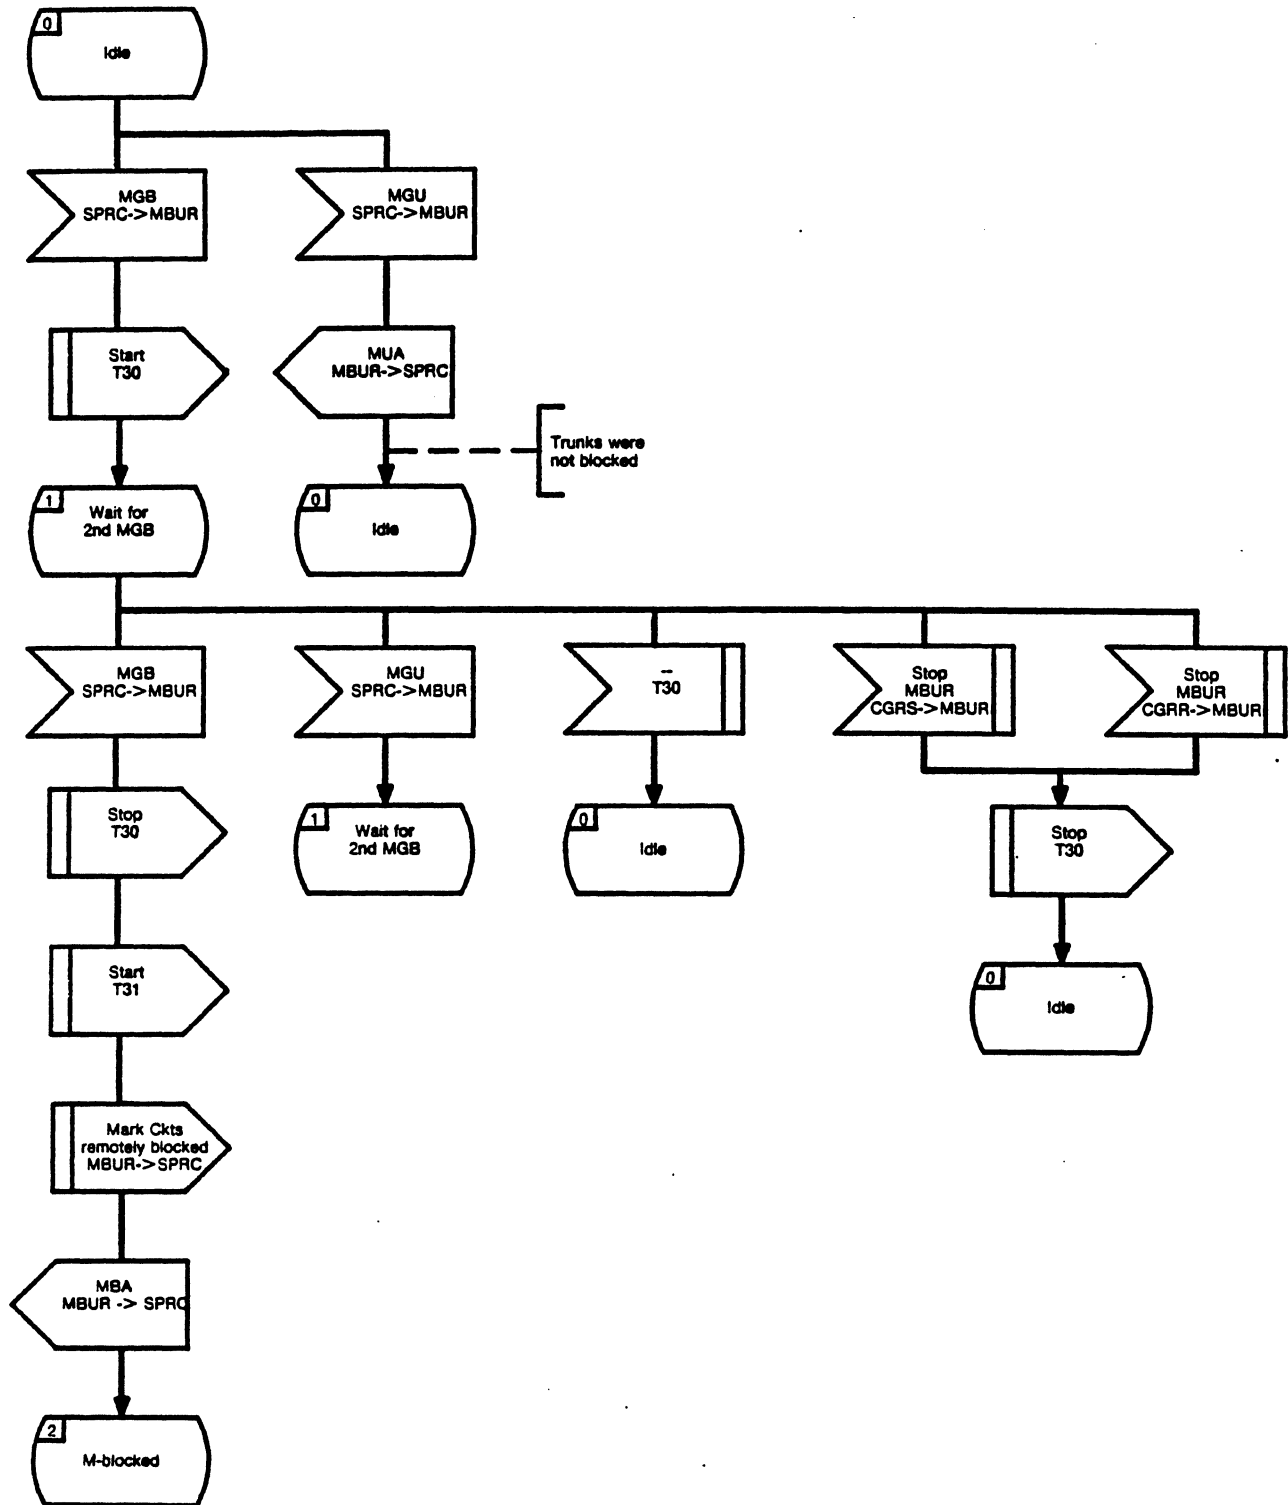 0
Idle
MGB
SPRC->MBUR
MGU
SPRC->MBUR
Start
T30
MUA
MBUR->SPRC
Trunks were
not blocked
1
Wait for
2nd MGB
0
Idle
MGB
SPRC->MBUR
MGU
SPRC->MBUR
--
T30
Stop
MBUR
CGRS->MBUR
Stop
MBUR
CGRR->MBUR
Stop
T30
1
Wait for
2nd MGB
0
Idle
Stop
T30
Start
T31
0
Idle
Mark Ckts
remotely blocked
MBUR->SPRC
MBA
MBUR -> SPRC
2
M-blocked